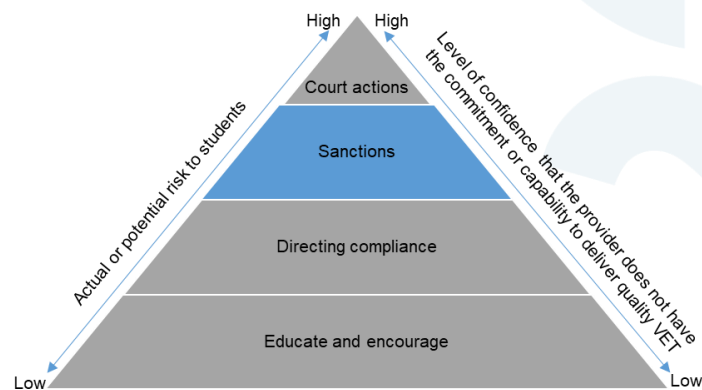 High
High
Court actions
Sanctions
Directing compliance
Educate and encourage
Low
Low
Actual or potential risk to students
Level of confidence that the provider does not have
the commitment or capability to deliver quality VET